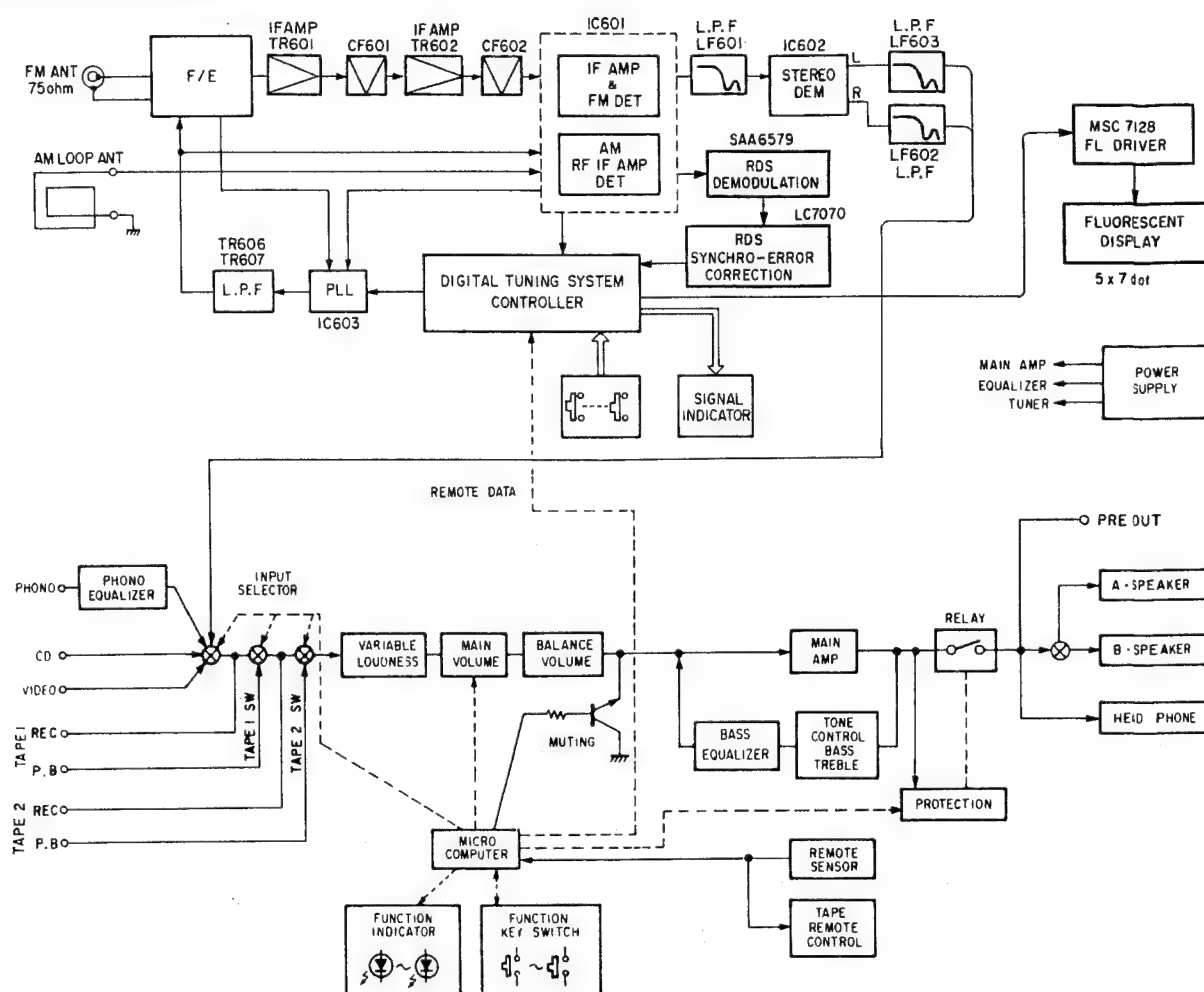 IF AMP
TR601
CF601
IF AMP
TR602
CF602
IC601
L.P.F
LF601
IC602
L.P.F
LF603
FM ANT
75ohm
F/E
IF AMP
&
FM DET
STEREO
DEM
L
R
LF602
L.P.F
MSC 7128
FL DRIVER
AM LOOP ANT
AM
RF IF AMP
DET
SAA6579
RDS
DEMODULATION
LC7070
RDS
SYNCHRO-ERROR
CORRECTION
FLUORESCENT
DISPLAY
5 x 7 dot
TR606
TR607
L.P.F
PLL
IC603
DIGITAL TUNING SYSTEM
CONTROLLER
SIGNAL
INDICATOR
MAIN AMP
EQUALIZER
TUNER
POWER
SUPPLY
REMOTE DATA
PRE OUT
PHONO
PHONO
EQUALIZER
INPUT
SELECTOR
A-SPEAKER
RELAY
CD
VARIABLE
LOUDNESS
MAIN
VOLUME
BALANCE
VOLUME
MAIN
AMP
B-SPEAKER
VIDEO
TAPE 1
REC
P.B
TAPE 1 SW
TAPE 2 SW
MUTING
BASS
EQUALIZER
TONE
CONTROL
BASS
TREBLE
HEID PHONE
TAPE 2
REC
P.B
PROTECTION
MICRO
COMPUTER
REMOTE
SENSOR
FUNCTION
INDICATOR
FUNCTION
KEY SWITCH
TAPE
REMOTE
CONTROL